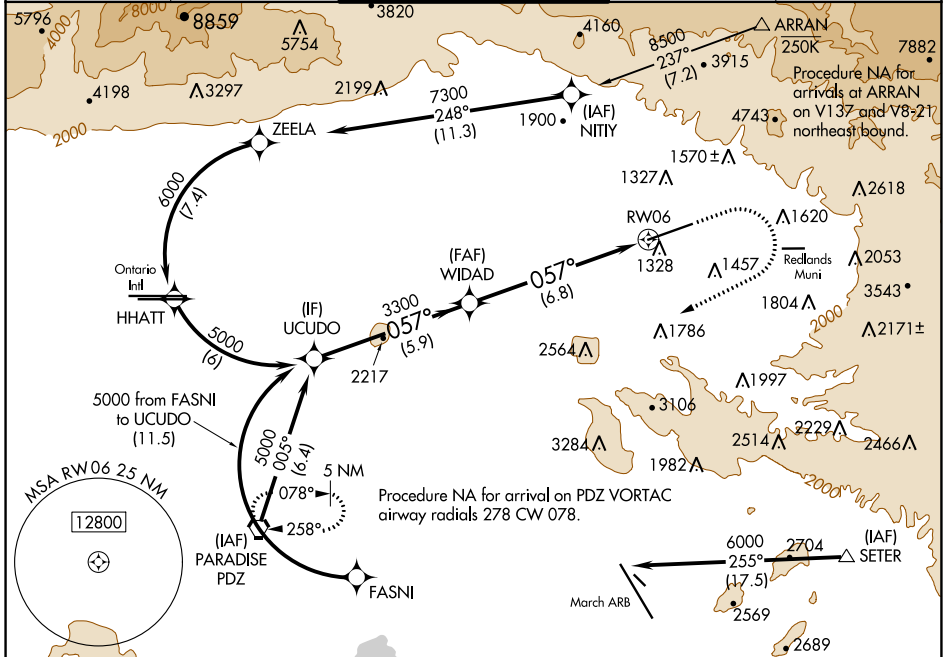 5796
4000
8000
8859
5754
3820
4160
8500
237°
(7.2)
3915
ARRAN
250K
7882
Procedure NA for
arrivals at ARRAN
on V137 and V8-21
northeast bound.
4198
3297
2199
7300
248°
(11.3)
1900
(IAF)
NITIY
4743
2000
ZEELA
1570±
1327
2618
6000
(7.4)
RW06
1620
1328
1457
Redlands
Muni
2053
Ontario
Intl
HHATT
(FAF)
WIDAD
057°
(6.8)
1804
3543
2000
(IF)
UCUDO
3300
057°
(5.9)
5000
(6)
2217
2564
1786
2171±
5000 from FASNI
to UCUDO
(11.5)
1997
3106
3284
2514
2229
2466
1982
5000
005°
(6.4)
5 NM
078°
258°
Procedure NA for arrival on PDZ VORTAC
airway radials 278 CW 078.
2000
MSA RW06 25 NM
12800
(IAF)
PARADISE
PDZ
FASNI
6000
255°
(17.5)
2704
(IAF)
SETER
March ARB
2569
2689